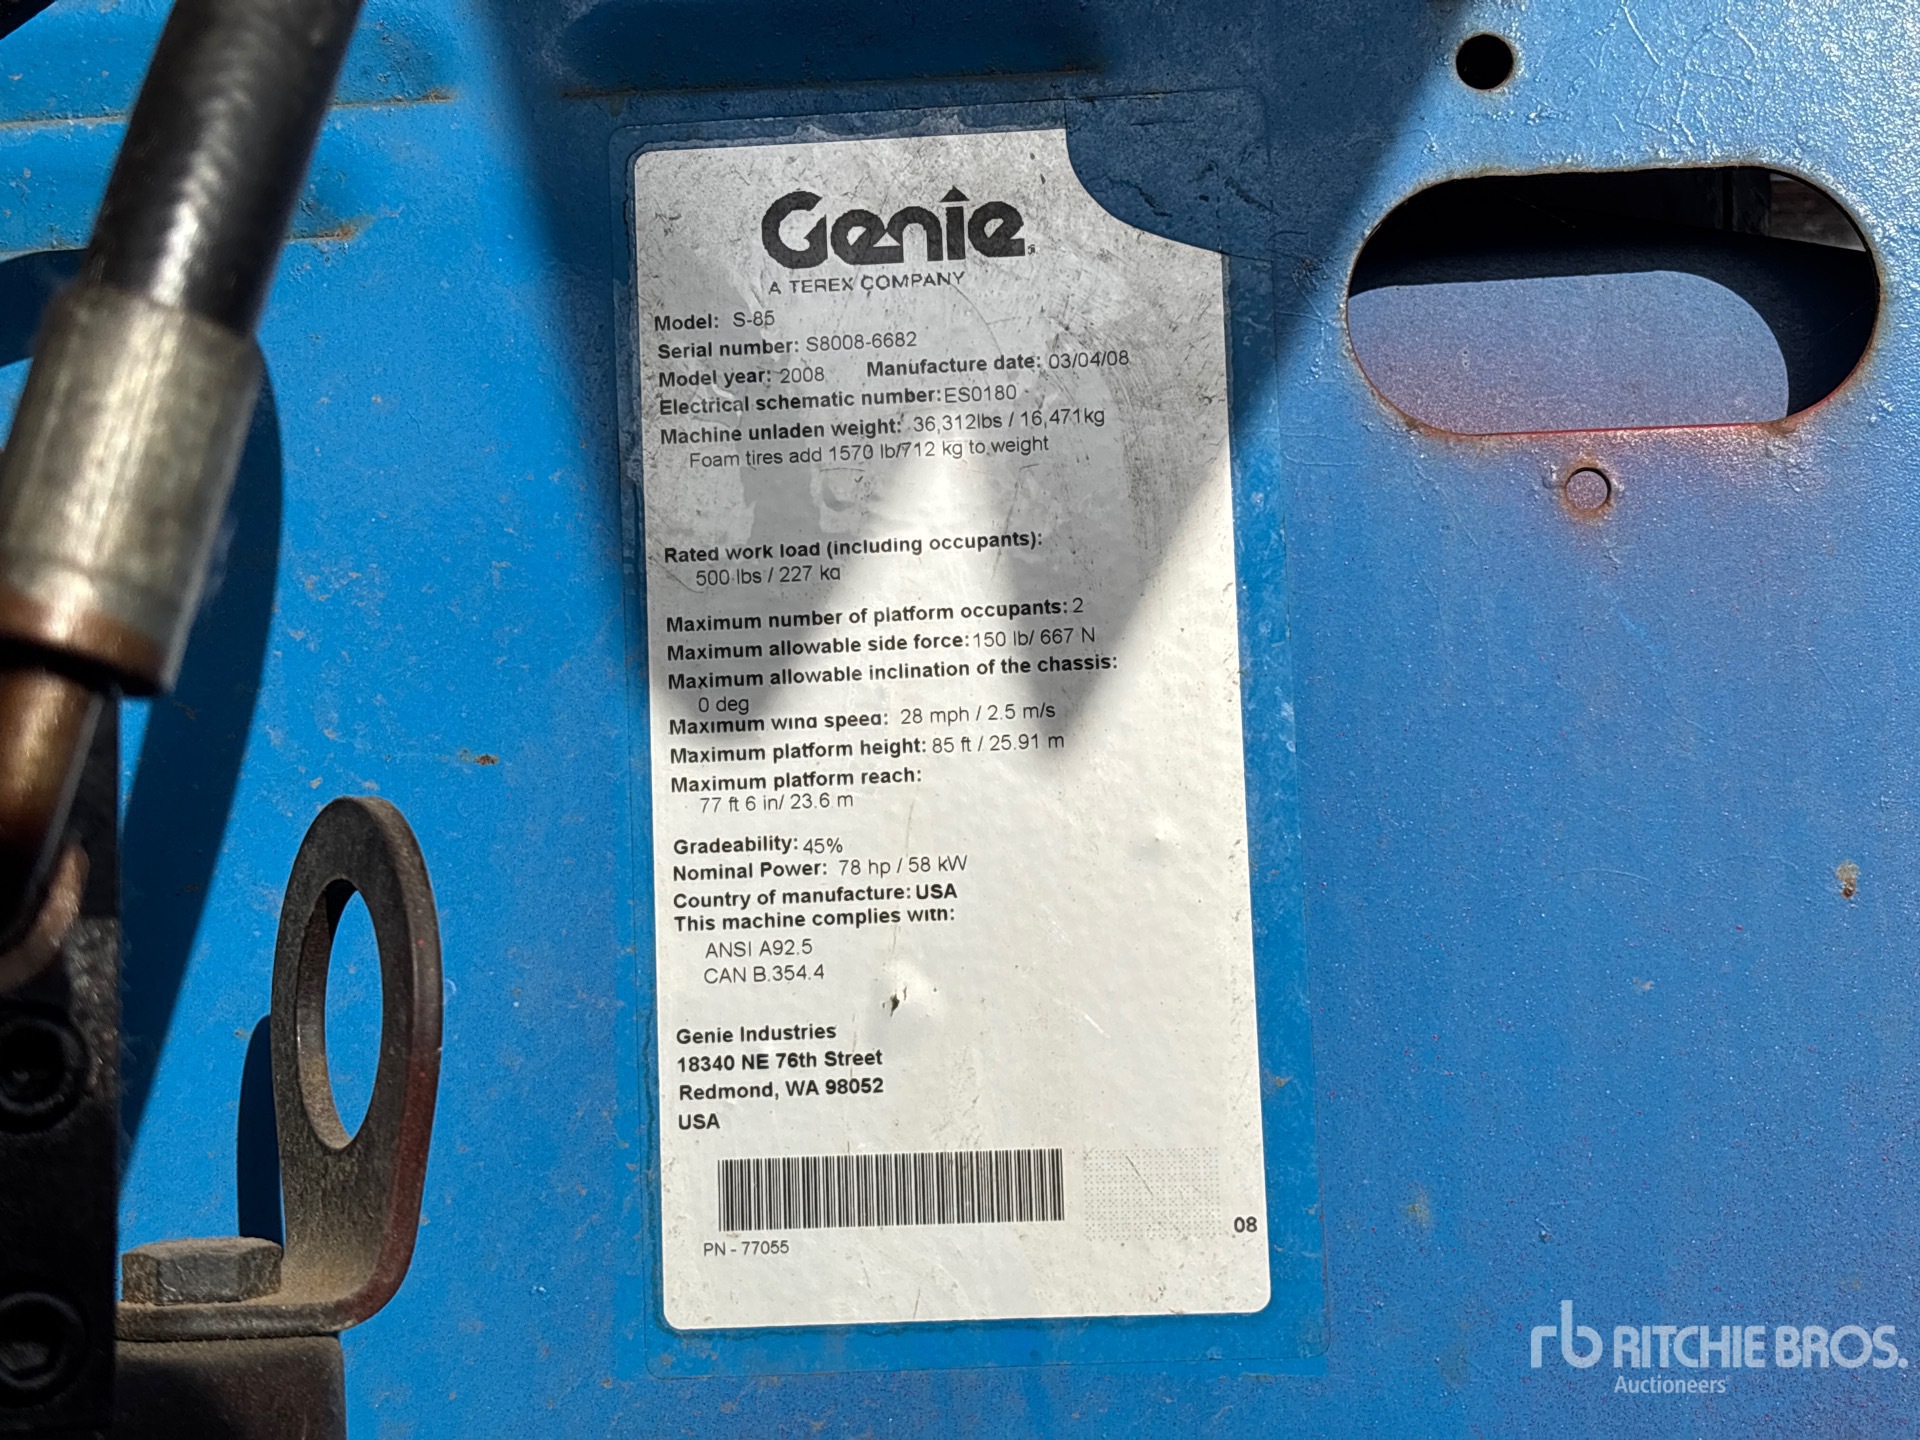 Genie
A TEREX COMPANY
Model: S-85
Serial number: S8008-6682
Model year: 2008 Manufacture date: 03/04/08
Electrical schematic number: ES0180
Machine unladen weight: 36,312lbs / 16,471kg
Foam tires add 1570 lb/712 kg to weight
Rated work load (including occupants):
500 lbs / 227 kg
Maximum number of platform occupants: 2
Maximum allowable side force: 150 lb/ 667 N
Maximum allowable inclination of the chassis:
0 deg
Maximum wind speed: 28 mph / 2.5 m/s
Maximum platform height: 85 ft / 25.91 m
Maximum platform reach:
77 ft 6 in/ 23.6 m
Gradeability: 45%
Nominal Power: 78 hp / 58 kW
Country of manufacture: USA
This machine complies with:
ANSI A92.5
CAN B.354.4
Genie Industries
18340 NE 76th Street
Redmond, WA 98052
USA
08
PN - 77055
rb RITCHIE BROS.
Auctioneers